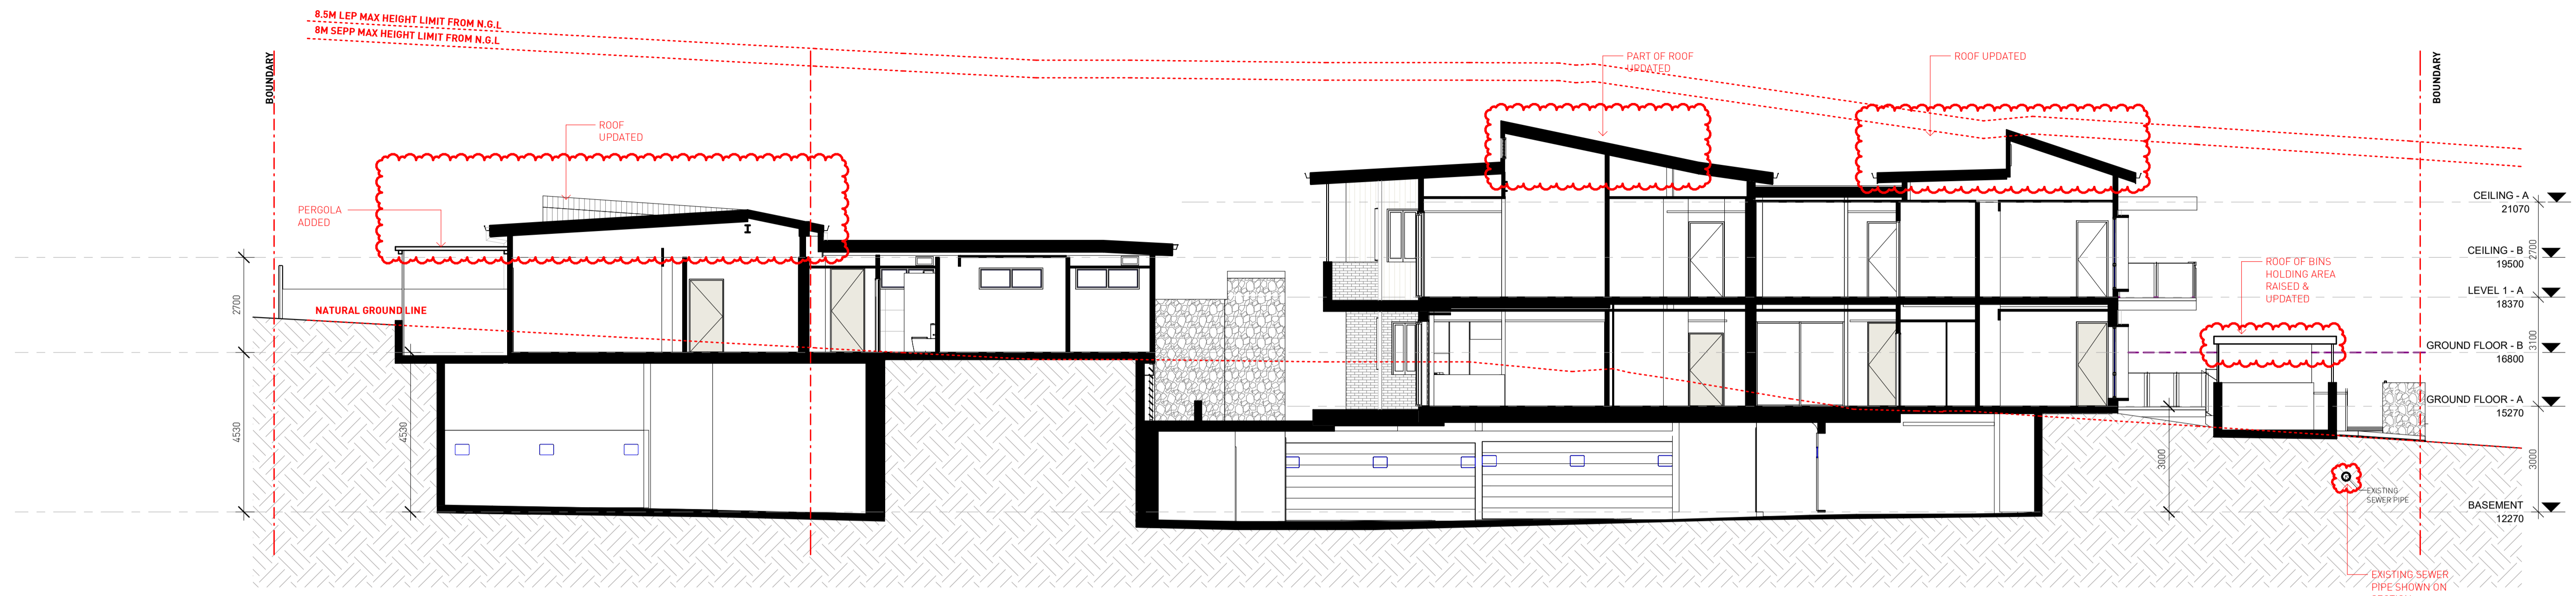 8.5M LEP MAX HEIGHT LIMIT FROM N.G.L
8M SEPP MAX HEIGHT LIMIT FROM N.G.L
BOUNDARY
ROOF
UPDATED
PERGOLA
ADDED
NATURAL GROUND LINE
2700
4530
4530
PART OF ROOF
UPDATED
ROOF UPDATED
BOUNDARY
CEILING - A
21070
2700
CEILING - B
19500
LEVEL 1 - A
18370
ROOF OF BINS
HOLDING AREA
RAISED &
UPDATED
3100
GROUND FLOOR - B
16800
GROUND FLOOR - A
15270
3000
3000
EXISTING
SEWER PIPE
BASEMENT
12270
EXISTING SEWER
PIPE SHOWN ON